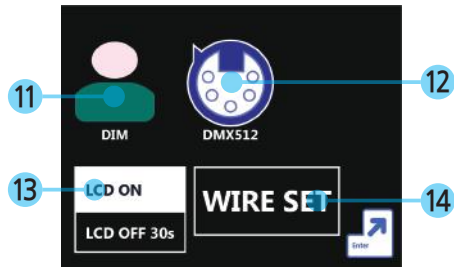 11
12
DIM
DMX512
13
LCD ON
WIRE SET
14
LCD OFF 30s
Enter